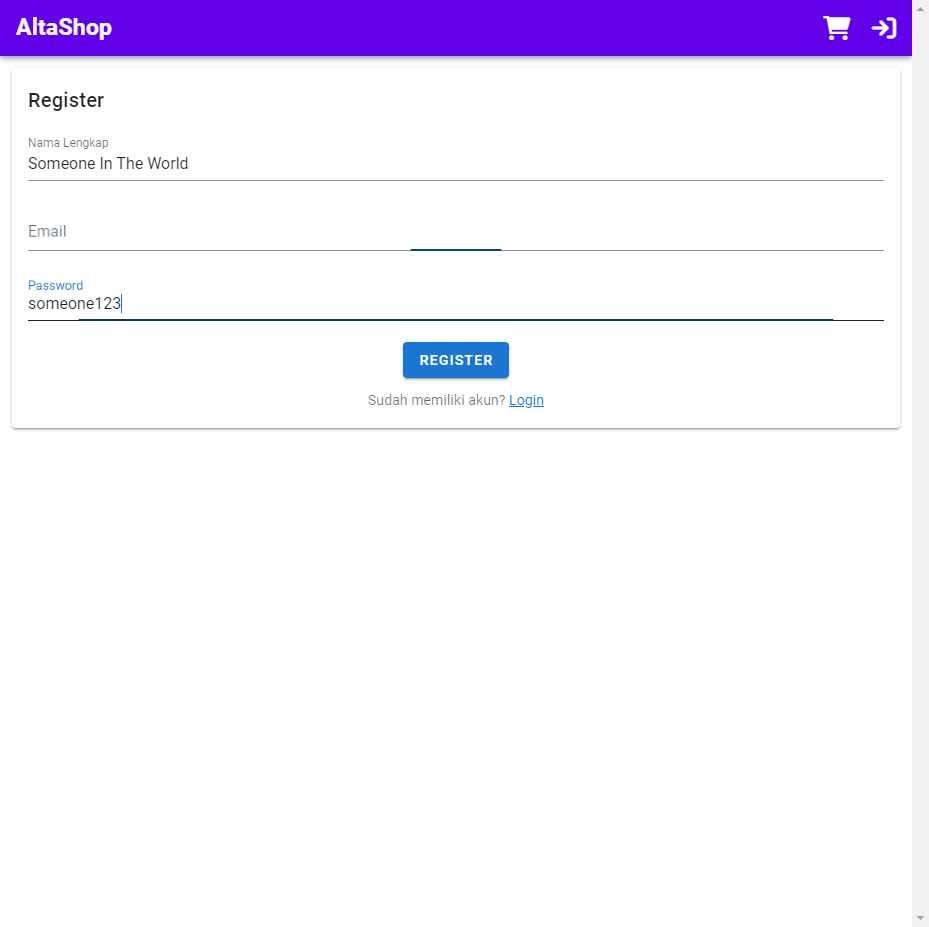 AltaShop
Register
Nama Lengkap
Someone In The World
Email
Password
someone123
REGISTER
Sudah memiliki akun? Login